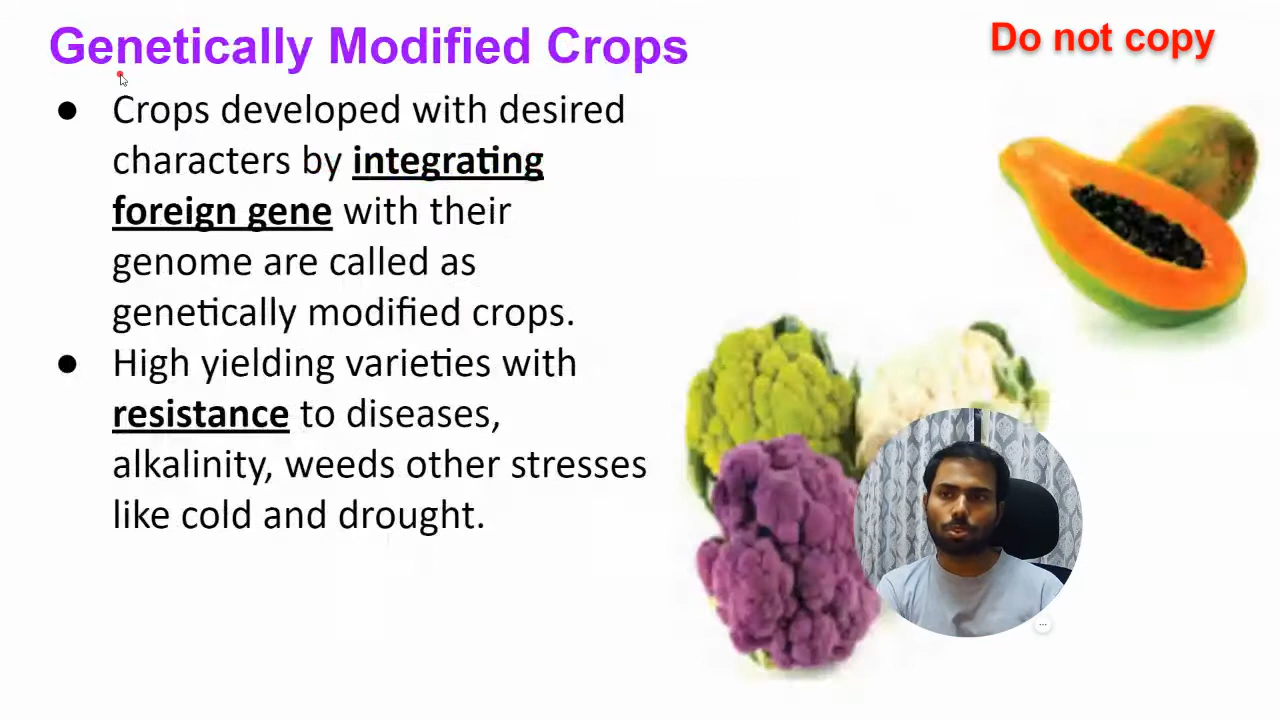 Genetically Modified Crops
Do not copy
● Crops developed with desired
characters by integrating
foreign gene with their
genome are called as
genetically modified crops.
● High yielding varieties with
resistance to diseases,
alkalinity, weeds other stresses
like cold and drought.